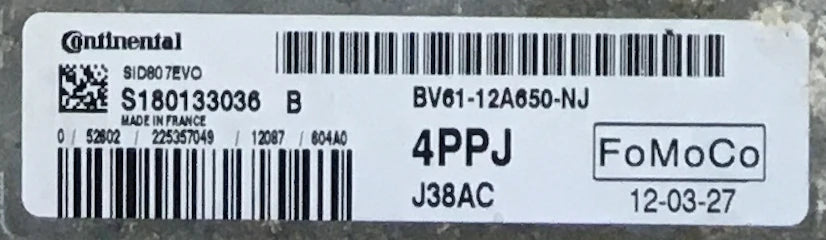 Continental
SID807EVO
S180133036 B
MADE IN FRANCE
0 / 52602 / 225357049 / 12087 / 604A0
BV61-12A650-NJ
4PPJ
J38AC
FoMoCo
12-03-27